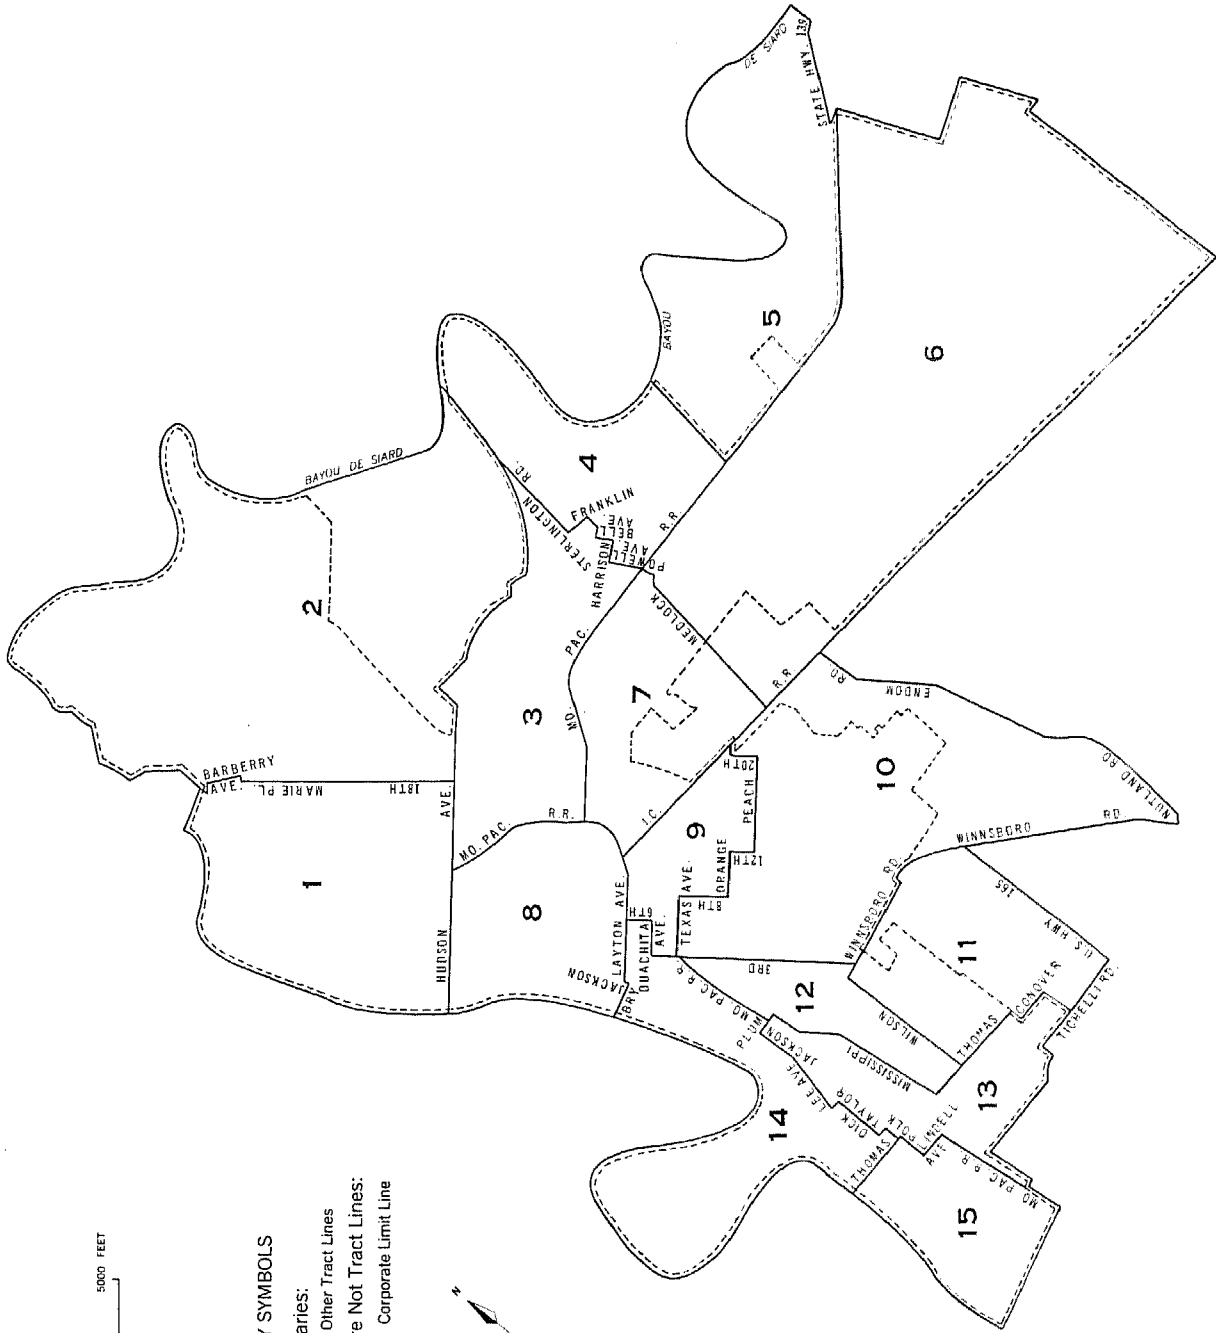 5000 FEET
Y SYMBOLS
aries:
Other Tract Lines
re Not Tract Lines:
Corporate Limit Line
N
1
2
3
4
5
6
7
8
9
10
11
12
13
14
15
BARBERRY
AVE.
MARIE PL.
18TH
AVE.
HUDSON
BAYOU DE SIARD
STERLINGTON
RD.
FRANKLIN
AVE.
BELL
AVE.
POWELL
HARRISON
R.R.
BAYOU
DE SIARD
STATE HWY. 139
MO.
PAC.
MEDLOCK
R.R.
MO. PAC.
R.R.
I.C.
LAYTON AVE.
6TH
OUACHITA
AVE.
JACKSON
BRY
TEXAS AVE.
8TH
ORANGE
12TH
PEACH
20TH
RD.
ENDOM
NUTLAND RD.
WINNSBORO
RD.
WINNSBORO RD.
3RD
MO. PAC. R.R.
PLUM
JACKSON
LEE AVE
DICK
TAYLOR
MISSISSIPPI
WILSON
THOMAS
CONOVER
TICHELLI RD.
U.S. HWY
165
THOMAS
POLK
LINDELL
AVE
MO PAC. R.R.